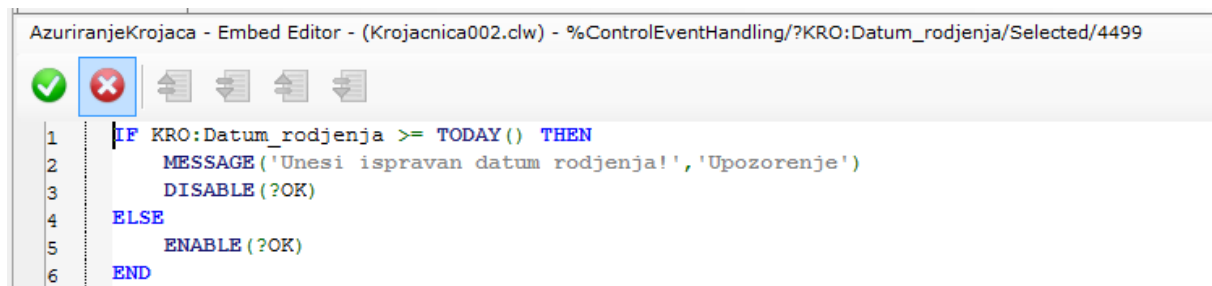 AzuriranjeKrojaca - Embed Editor - (Krojacnica002.clw) - %ControlEventHandling/?KRO:Datum_rodjenja/Selected/4499
1 IF KRO:Datum_rodjenja >= TODAY() THEN
2 MESSAGE('Unesi ispravan datum rodjenja!','Upozorenje')
3 DISABLE(?OK)
4 ELSE
5 ENABLE(?OK)
6 END